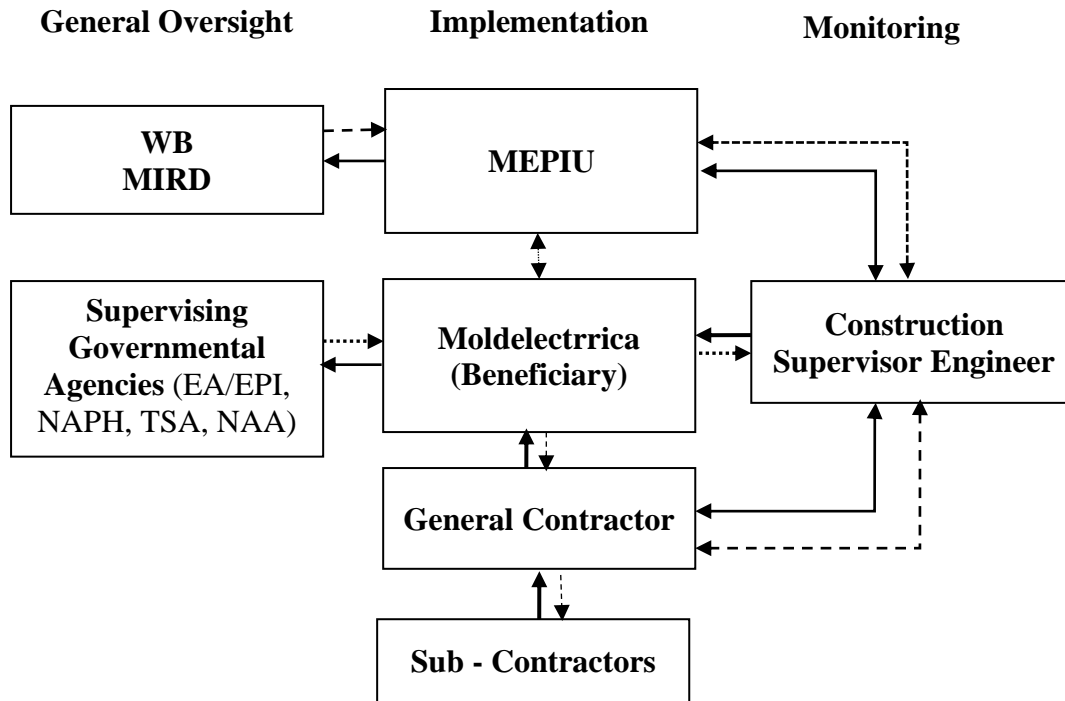 General Oversight
Implementation
Monitoring
WB
MIRD
MEPIU
Supervising
Governmental
Agencies (EA/EPI,
NAPH, TSA, NAA)
Moldelectrrica
(Beneficiary)
Construction
Supervisor Engineer
General Contractor
Sub - Contractors